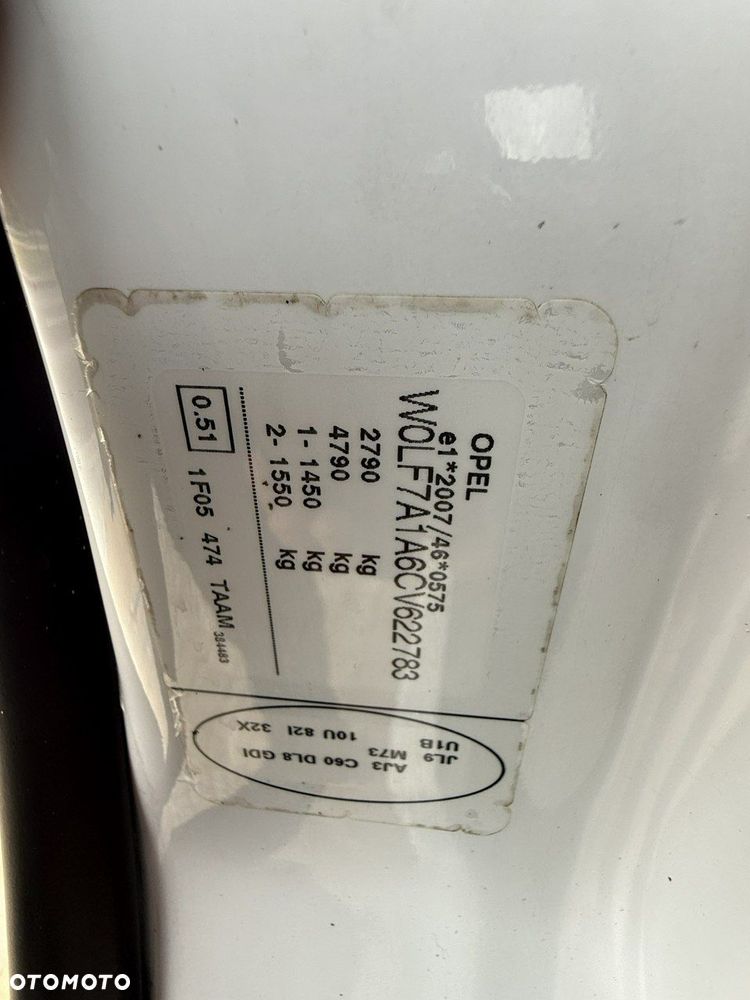 OPEL
e1*2007/46*0575
W0LF7A1A6CV622783
2790 kg
4790 kg
1- 1450 kg
2- 1550 kg
0.51 1F05 474 TAAM 384483
JL9 U1B
AJ3 M73
C60 DL8 GDI
10U 82I 32X
OTOMOTO